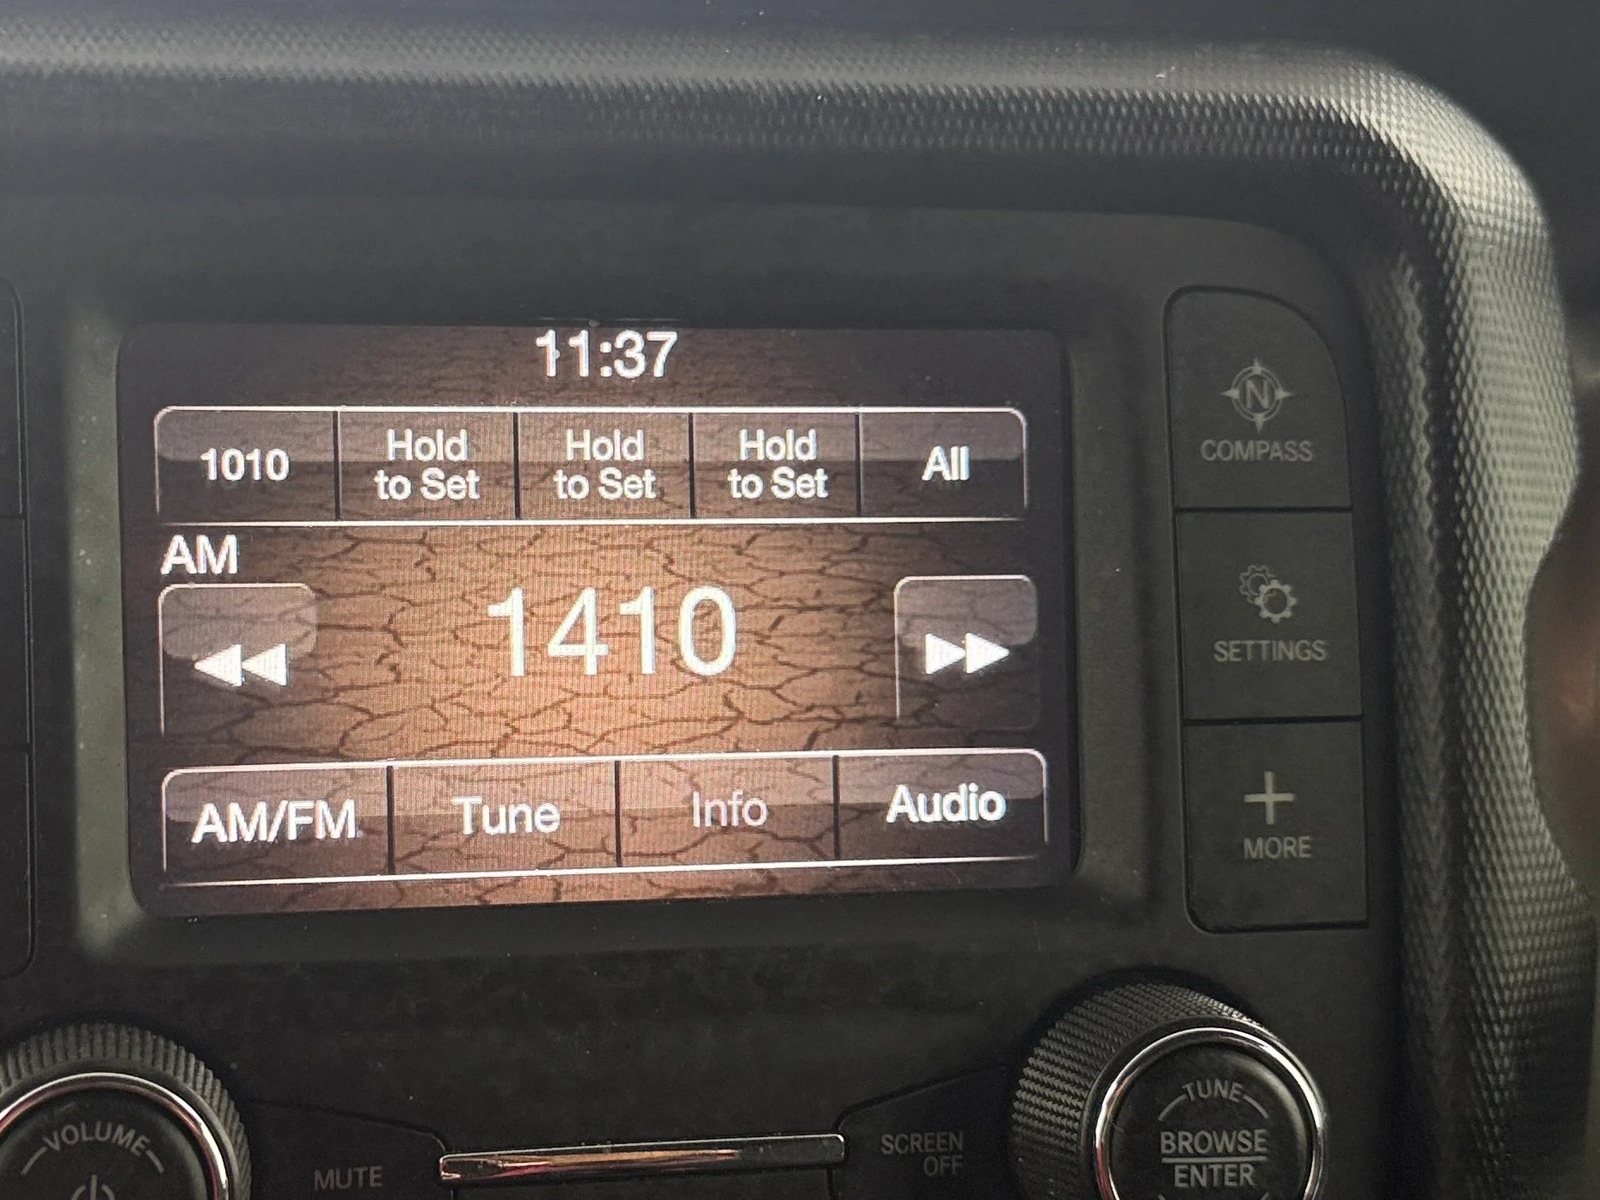 11:37
1010
Hold
to Set
Hold
to Set
Hold
to Set
All
AM
1410
AM/FM
Tune
Info
Audio
N
COMPASS
SETTINGS
MORE
VOLUME
MUTE
SCREEN
OFF
TUNE
BROWSE
ENTER